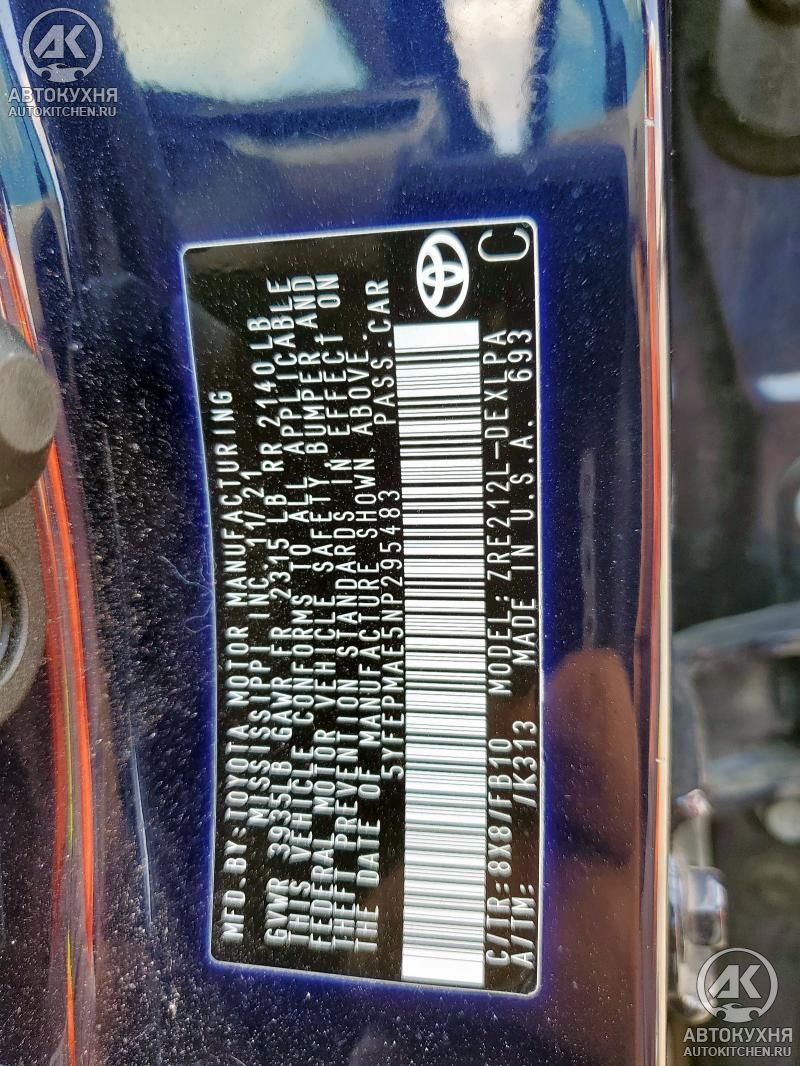 АК
АВТОКУХНЯ
AUTOKITCHEN.RU
MFD.BY:TOYOTA MOTOR MANUFACTURING
MISSISSIPPI INC 11/21
GVWR 3935LB GAWR FR 2315 LB RR 2140LB
THIS VEHICLE CONFORMS TO ALL APPLICABLE
FEDERAL MOTOR VEHICLE SAFETY BUMPER AND
THEFT PREVENTION STANDARDS IN EFFECT ON
THE DATE OF MANUFACTURE SHOWN ABOVE.
5YFEPMAE5NP295483 PASS.CAR
C/TR:8X8/FB10 MODEL:ZRE212L-DEXLPA
A/TM: /K313 MADE IN U.S.A. 693
C
АК
АВТОКУХНЯ
AUTOKITCHEN.RU